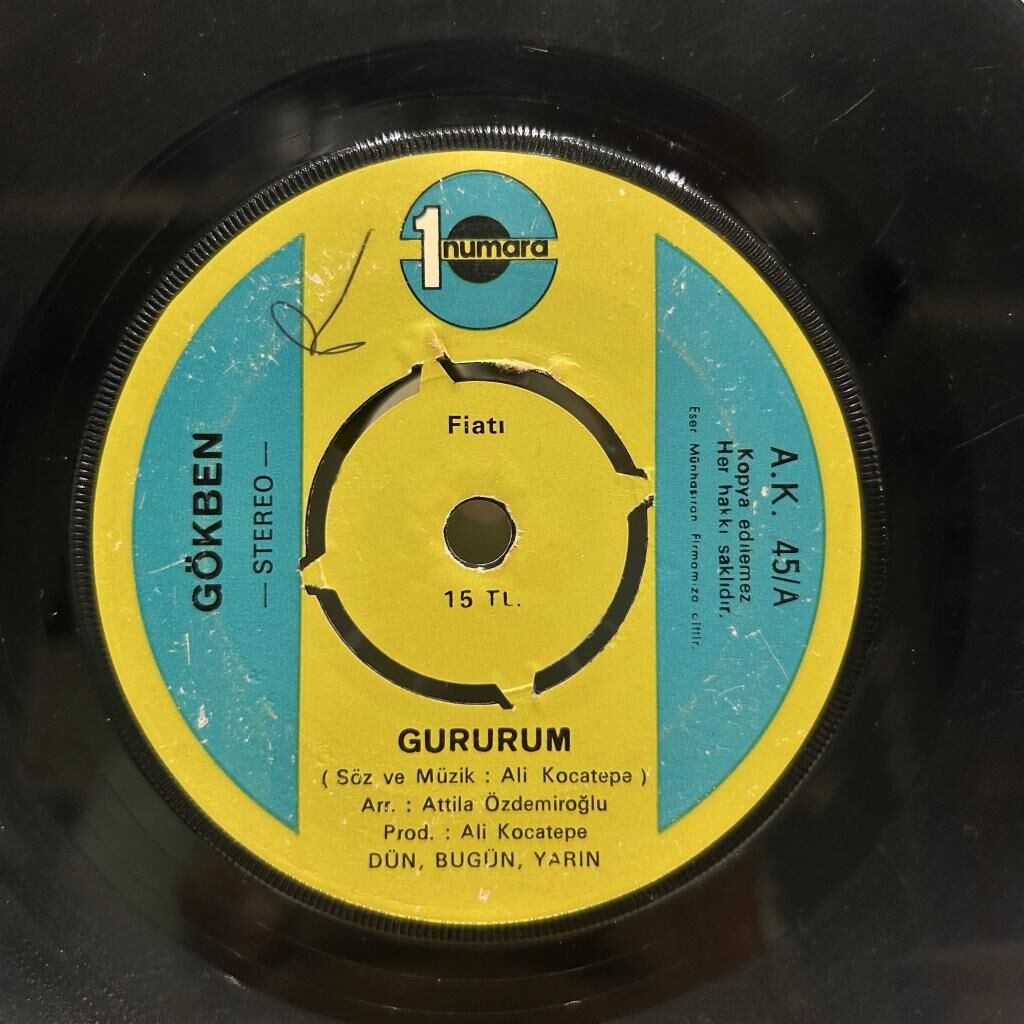 1 numara
Fiatı
15 TL.
GÖKBEN
— STEREO —
A.K. 45/A
Kopya edilemez
Her hakkı saklıdır.
Eser Münhasıran Firmamıza aittir.
GURURUM
( Söz ve Müzik : Ali Kocatepe )
Arr. : Attila Özdemiroğlu
Prod. : Ali Kocatepe
DÜN, BUGÜN, YARIN